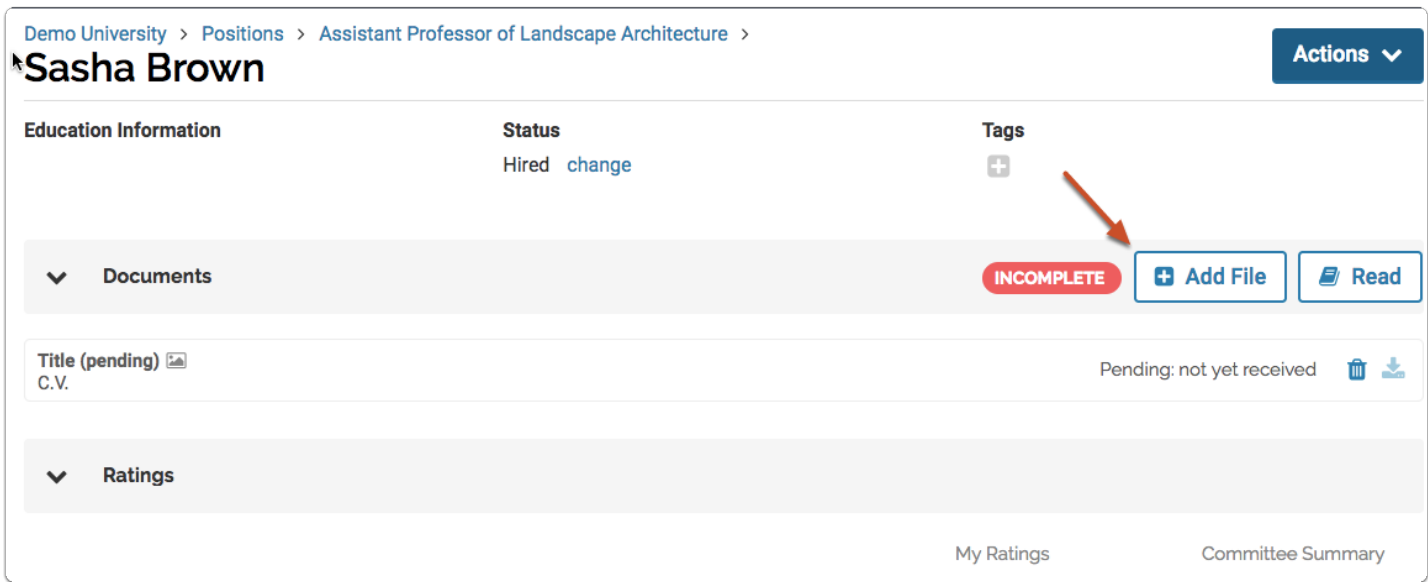 Demo University > Positions > Assistant Professor of Landscape Architecture >
Sasha Brown
Actions
Education Information
Status
Tags
Hired change
Documents
INCOMPLETE
Add File
Read
Title (pending)
C.V.
Pending: not yet received
Ratings
My Ratings
Committee Summary